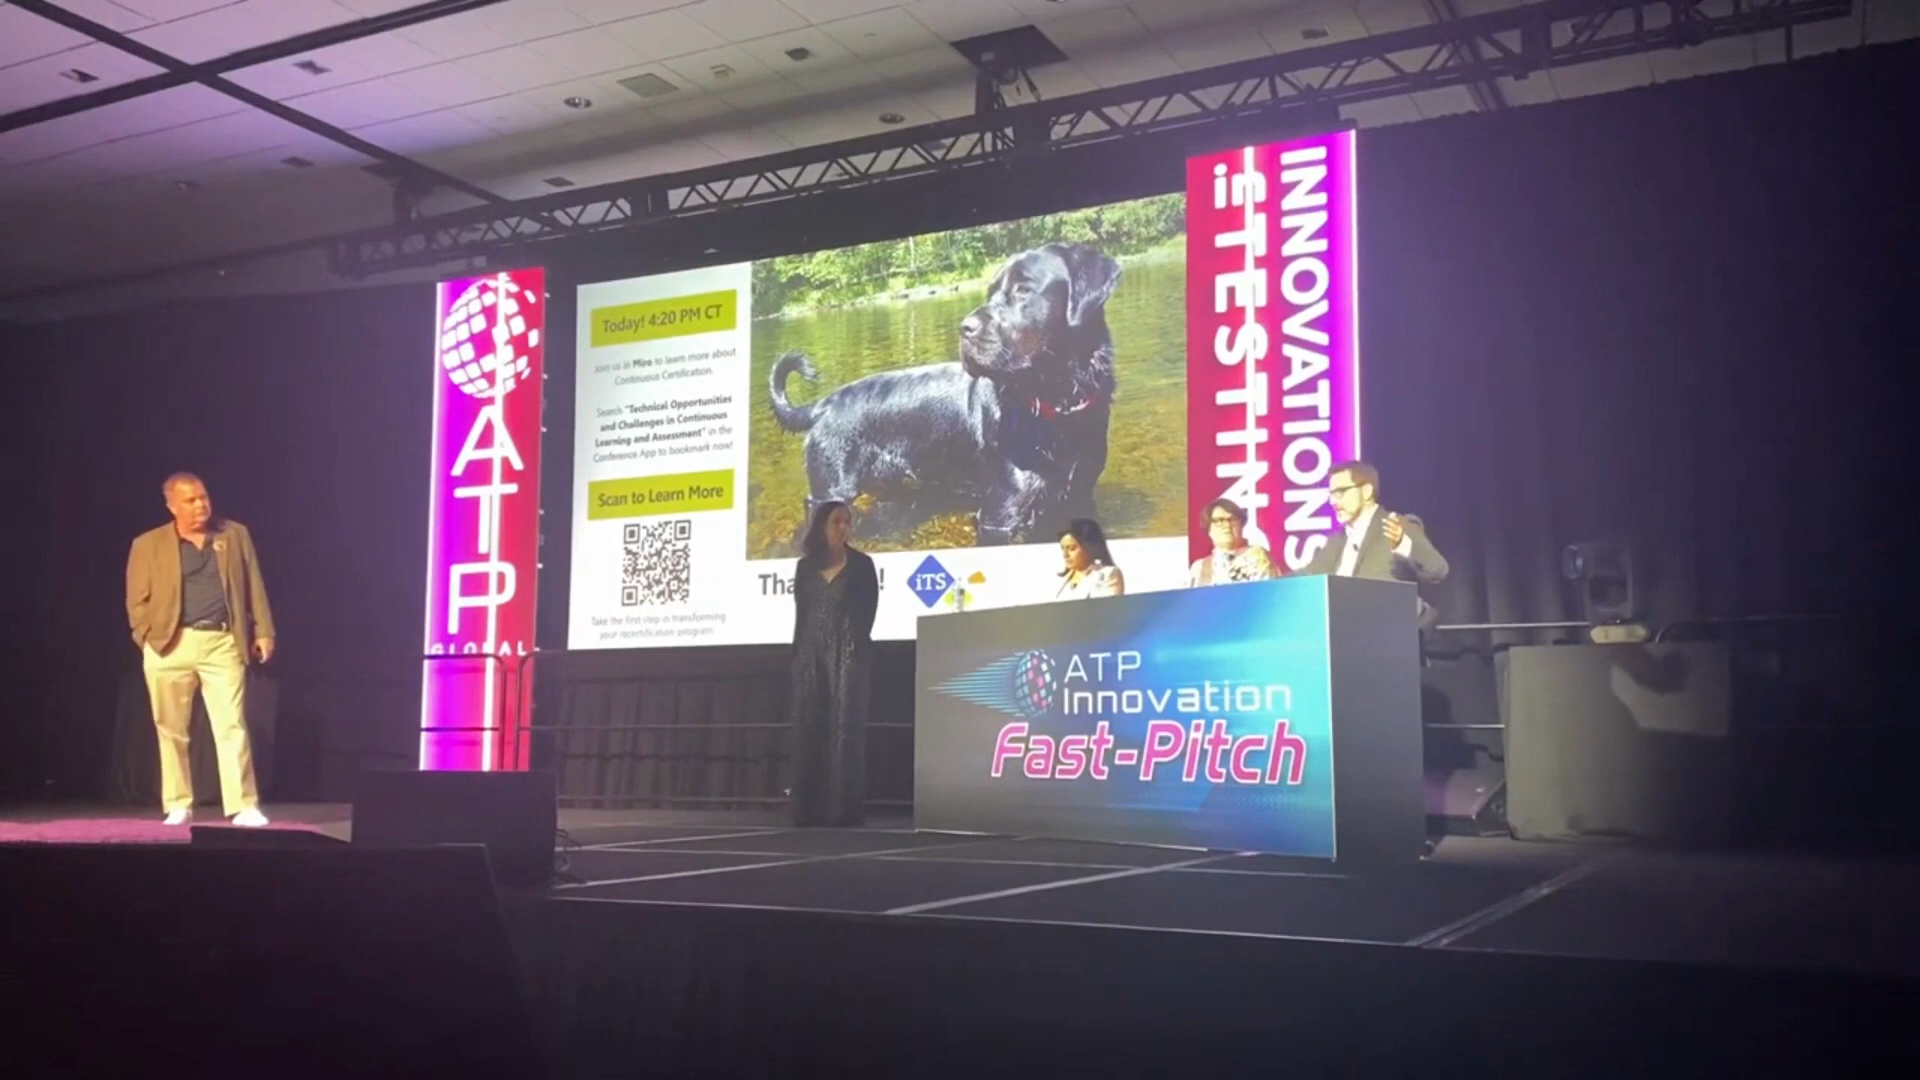 ATP
GLOBAL
Today! 4:20 PM CT
Join us in Miro to learn more about
Continuous Certification.
Search "Technical Opportunities
and Challenges in Continuous
Learning and Assessment" in the
Conference App to bookmark now!
Scan to Learn More
Take the first step in transforming
your recertification program.
Tha
!
iTS
INNOVATIONS
iN
TESTING
ATP
Innovation
Fast-Pitch